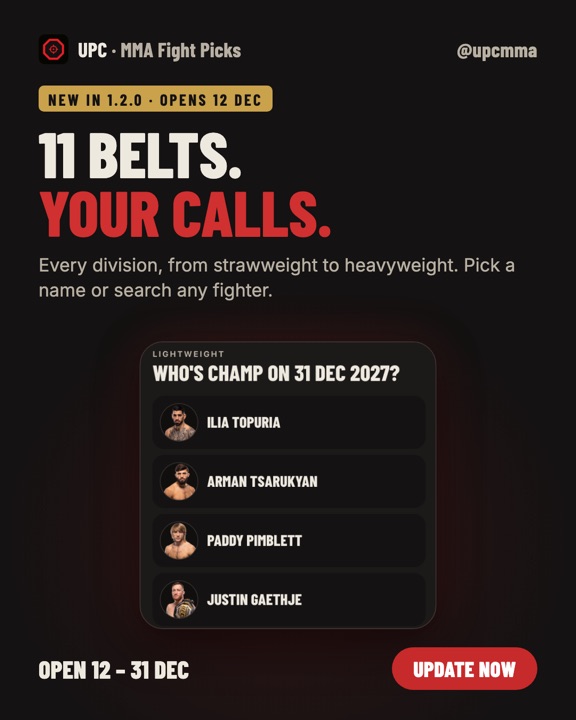 UPC · MMA Fight Picks
@upcmma
NEW IN 1.2.0 · OPENS 12 DEC
11 BELTS.
YOUR CALLS.
Every division, from strawweight to heavyweight. Pick a
name or search any fighter.
LIGHTWEIGHT
WHO'S CHAMP ON 31 DEC 2027?
ILIA TOPURIA
ARMAN TSARUKYAN
PADDY PIMBLETT
JUSTIN GAETHJE
OPEN 12 – 31 DEC
UPDATE NOW